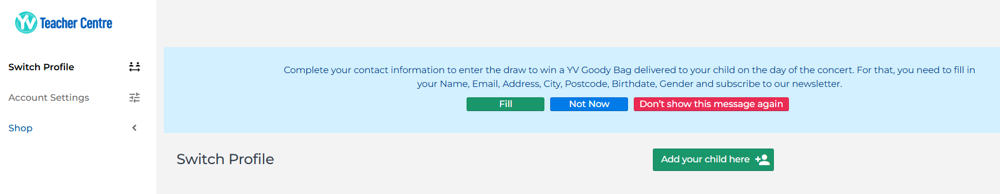 YV Teacher Centre
Switch Profile
Account Settings
Shop
Complete your contact information to enter the draw to win a YV Goody Bag delivered to your child on the day of the concert. For that, you need to fill in
your Name, Email, Address, City, Postcode, Birthdate, Gender and subscribe to our newsletter.
Fill
Not Now
Don't show this message again
Switch Profile
Add your child here